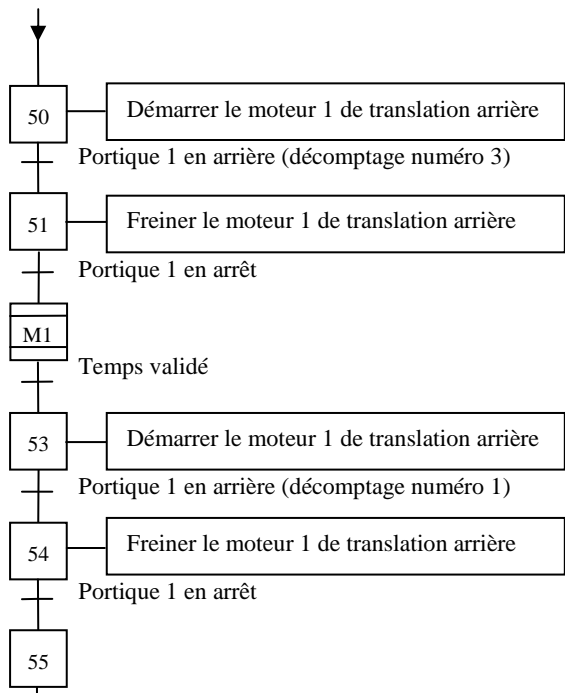 50 Démarrer le moteur 1 de translation arrière
Portique 1 en arrière (décomptage numéro 3)
51 Freiner le moteur 1 de translation arrière
Portique 1 en arrêt
M1
Temps validé
53 Démarrer le moteur 1 de translation arrière
Portique 1 en arrière (décomptage numéro 1)
54 Freiner le moteur 1 de translation arrière
Portique 1 en arrêt
55